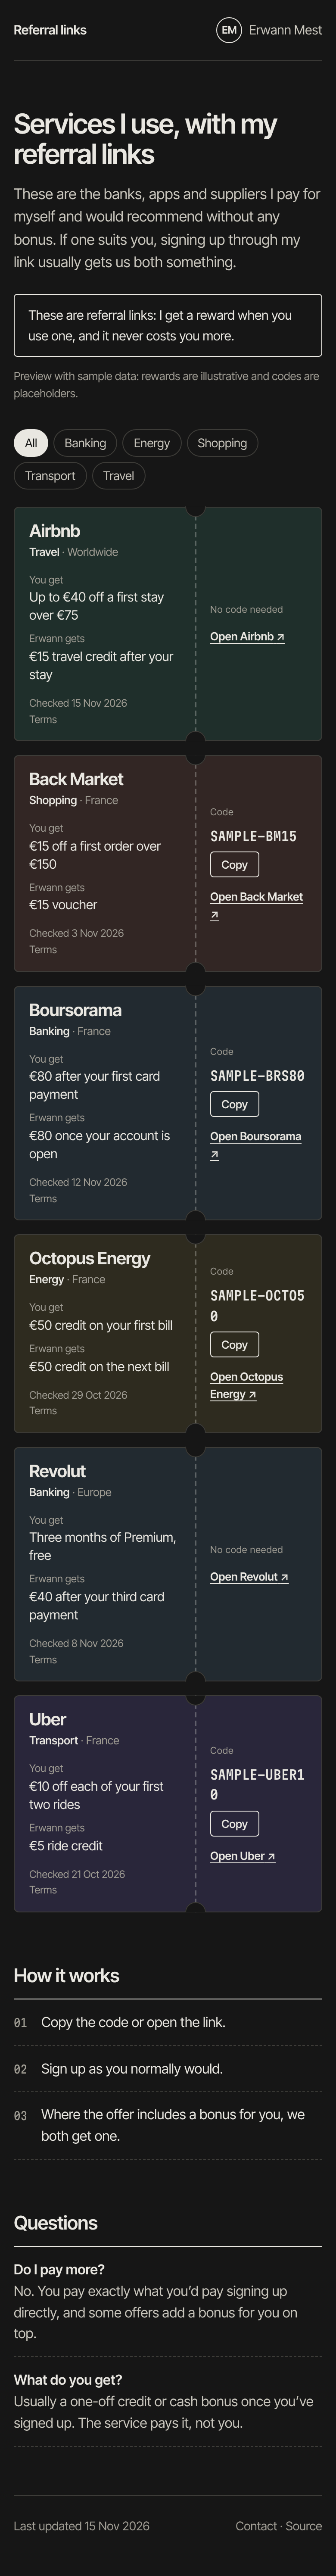 Referral links
EM Erwann Mest
Services I use, with my
referral links
These are the banks, apps and suppliers I pay for
myself and would recommend without any
bonus. If one suits you, signing up through my
link usually gets us both something.
These are referral links: I get a reward when you
use one, and it never costs you more.
Preview with sample data: rewards are illustrative and codes are
placeholders.
All Banking Energy Shopping
Transport Travel
Airbnb
Travel · Worldwide
You get
Up to €40 off a first stay
over €75
Erwann gets
€15 travel credit after your
stay
Checked 15 Nov 2026
Terms
No code needed
Open Airbnb ↗
Back Market
Shopping · France
You get
€15 off a first order over
€150
Erwann gets
€15 voucher
Checked 3 Nov 2026
Terms
Code
SAMPLE-BM15
Copy
Open Back Market
↗
Boursorama
Banking · France
You get
€80 after your first card
payment
Erwann gets
€80 once your account is
open
Checked 12 Nov 2026
Terms
Code
SAMPLE-BRS80
Copy
Open Boursorama
↗
Octopus Energy
Energy · France
You get
€50 credit on your first bill
Erwann gets
€50 credit on the next bill
Checked 29 Oct 2026
Terms
Code
SAMPLE-OCTO5
0
Copy
Open Octopus
Energy ↗
Revolut
Banking · Europe
You get
Three months of Premium,
free
Erwann gets
€40 after your third card
payment
Checked 8 Nov 2026
Terms
No code needed
Open Revolut ↗
Uber
Transport · France
You get
€10 off each of your first
two rides
Erwann gets
€5 ride credit
Checked 21 Oct 2026
Terms
Code
SAMPLE-UBER1
0
Copy
Open Uber ↗
How it works
01 Copy the code or open the link.
02 Sign up as you normally would.
03 Where the offer includes a bonus for you, we
both get one.
Questions
Do I pay more?
No. You pay exactly what you’d pay signing up
directly, and some offers add a bonus for you on
top.
What do you get?
Usually a one-off credit or cash bonus once you’ve
signed up. The service pays it, not you.
Last updated 15 Nov 2026
Contact · Source